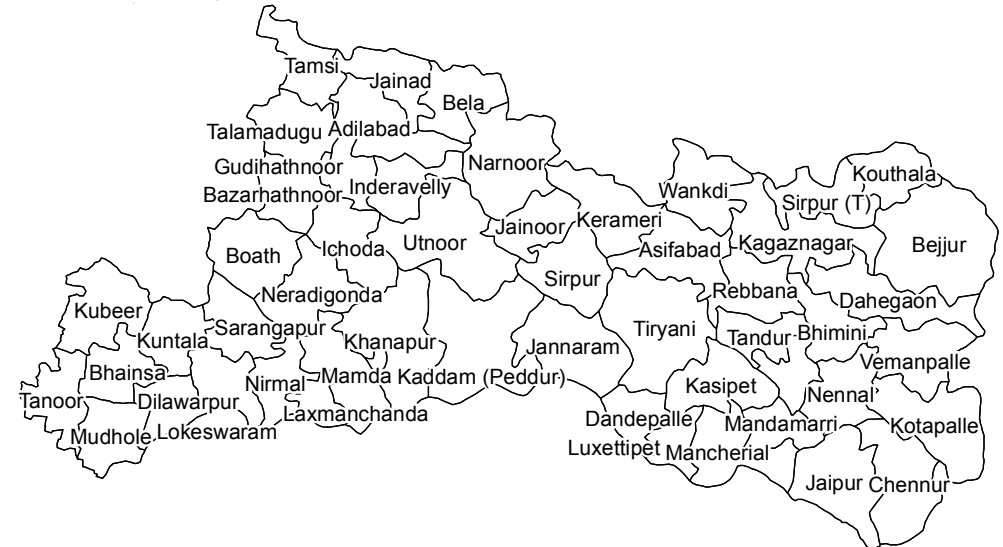 Tamsi
Jainad
Bela
Talamadugu
Adilabad
Gudihathnoor
Narnoor
Kouthala
Bazarhathnoor
Inderavelly
Wankdi
Sirpur (T)
Jainoor
Kerameri
Boath
Ichoda
Utnoor
Asifabad
Kagaznagar
Bejjur
Sirpur
Neradigonda
Rebbana
Dahegaon
Kubeer
Kuntala
Sarangapur
Khanapur
Jannaram
Tiryani
Tandur
Bhimini
Vemanpalle
Bhainsa
Nirmal
Mamda
Kaddam (Peddur)
Kasipet
Nennal
Tanoor
Dilawarpur
Laxmanchanda
Dandepalle
Mandamarri
Kotapalle
Mudhole
Lokeswaram
Luxettipet
Mancherial
Jaipur
Chennur